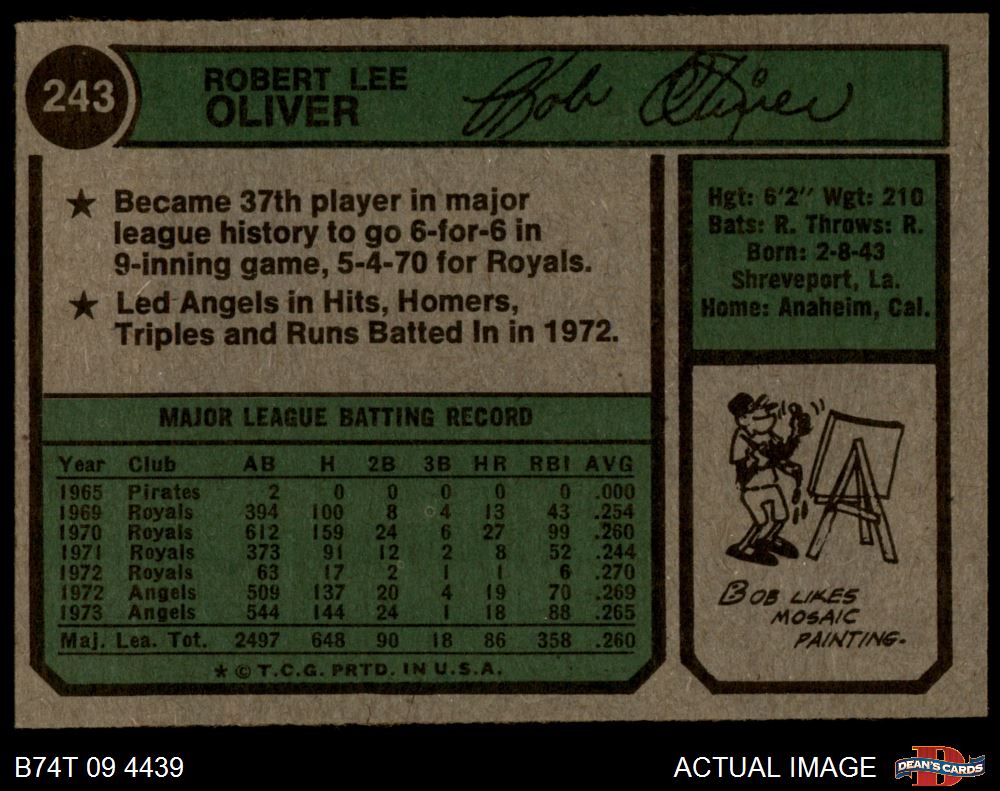 243
ROBERT LEE
OLIVER
Bob Oliver
★ Became 37th player in major
league history to go 6-for-6 in
9-inning game, 5-4-70 for Royals.
★ Led Angels in Hits, Homers,
Triples and Runs Batted In in 1972.
Hgt: 6'2" Wgt: 210
Bats: R. Throws: R.
Born: 2-8-43
Shreveport, La.
Home: Anaheim, Cal.
MAJOR LEAGUE BATTING RECORD
Year Club AB H 2B 3B HR RBI AVG
1965 Pirates 2 0 0 0 0 0 .000
1969 Royals 394 100 8 4 13 43 .254
1970 Royals 612 159 24 6 27 99 .260
1971 Royals 373 91 12 2 8 52 .244
1972 Royals 63 17 2 1 1 6 .270
1972 Angels 509 137 20 4 19 70 .269
1973 Angels 544 144 24 1 18 88 .265
Maj. Lea. Tot. 2497 648 90 18 86 358 .260
★ © T.C.G. PRTD. IN U.S.A.
BOB LIKES
MOSAIC
PAINTING.
B74T 09 4439
ACTUAL IMAGE
DEAN'S CARDS